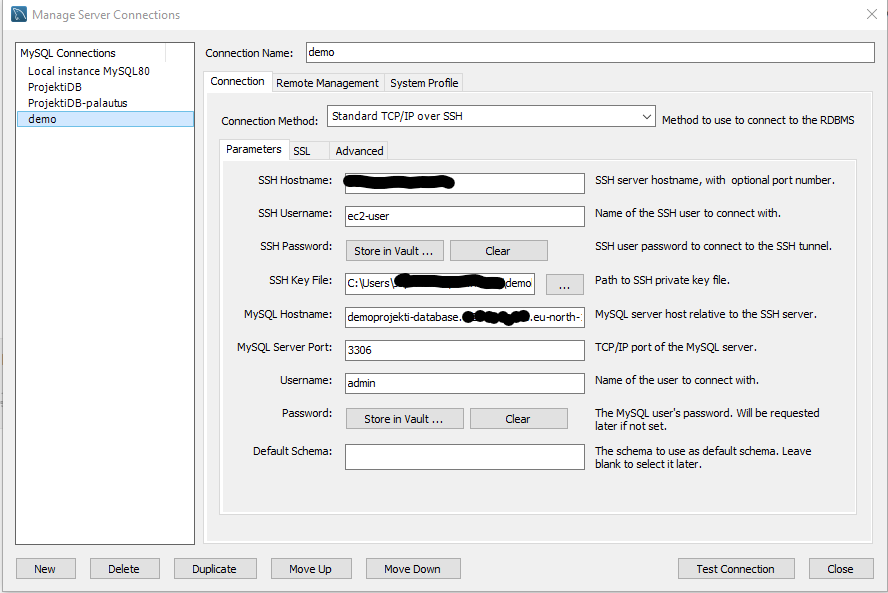 Manage Server Connections
MySQL Connections
Local instance MySQL80
ProjektiDB
ProjektiDB-palautus
demo
Connection Name: demo
Connection Remote Management System Profile
Connection Method: Standard TCP/IP over SSH Method to use to connect to the RDBMS
Parameters SSL Advanced
SSH Hostname: SSH server hostname, with optional port number.
SSH Username: ec2-user Name of the SSH user to connect with.
SSH Password: Store in Vault ... Clear SSH user password to connect to the SSH tunnel.
SSH Key File: C:\Users\ \demo ... Path to SSH private key file.
MySQL Hostname: demoprojekti-database. .eu-north- MySQL server host relative to the SSH server.
MySQL Server Port: 3306 TCP/IP port of the MySQL server.
Username: admin Name of the user to connect with.
Password: Store in Vault ... Clear The MySQL user's password. Will be requested
later if not set.
Default Schema: The schema to use as default schema. Leave
blank to select it later.
New Delete Duplicate Move Up Move Down Test Connection Close